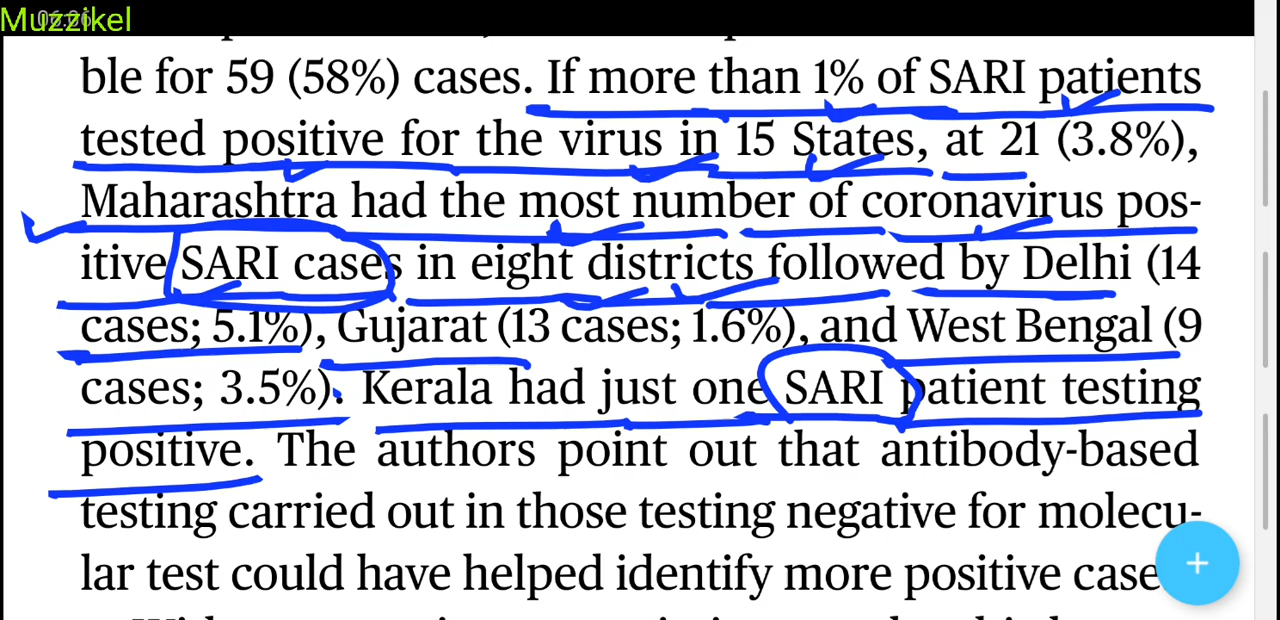 Muzzikel
06:06
ble for 59 (58%) cases. If more than 1% of SARI patients
tested positive for the virus in 15 States, at 21 (3.8%),
Maharashtra had the most number of coronavirus pos-
itive SARI cases in eight districts followed by Delhi (14
cases; 5.1%), Gujarat (13 cases; 1.6%), and West Bengal (9
cases; 3.5%). Kerala had just one SARI patient testing
positive. The authors point out that antibody-based
testing carried out in those testing negative for molecu-
lar test could have helped identify more positive case